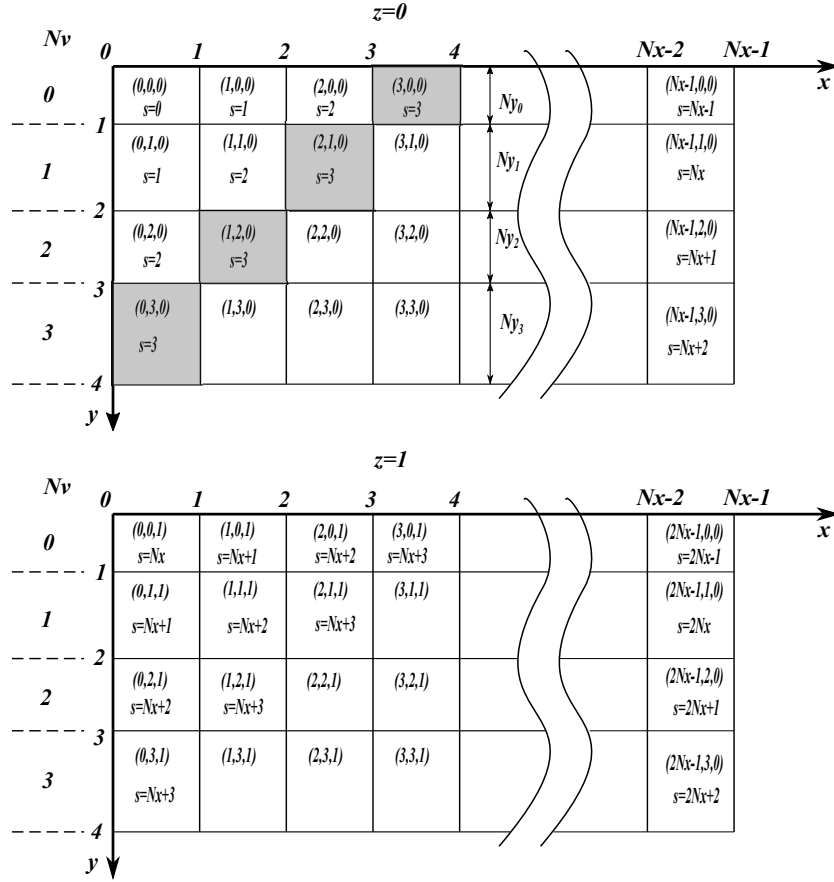 z=0
Nv
0 1 2 3 4 Nx-2 Nx-1
x
0 (0,0,0) (1,0,0) (2,0,0) (3,0,0) Ny0 (Nx-1,0,0)
s=0 s=1 s=2 s=3 s=Nx-1
1
1 (0,1,0) (1,1,0) (2,1,0) (3,1,0) Ny1 (Nx-1,1,0)
s=1 s=2 s=3 s=Nx
2
2 (0,2,0) (1,2,0) (2,2,0) (3,2,0) Ny2 (Nx-1,2,0)
s=2 s=3 s=Nx+1
3
3 (0,3,0) (1,3,0) (2,3,0) (3,3,0) Ny3 (Nx-1,3,0)
s=3 s=Nx+2
4
y
z=1
Nv
0 1 2 3 4 Nx-2 Nx-1
x
0 (0,0,1) (1,0,1) (2,0,1) (3,0,1) (2Nx-1,0,0)
s=Nx s=Nx+1 s=Nx+2 s=Nx+3 s=2Nx-1
1
1 (0,1,1) (1,1,1) (2,1,1) (3,1,1) (2Nx-1,1,0)
s=Nx+1 s=Nx+2 s=Nx+3 s=2Nx
2
2 (0,2,1) (1,2,1) (2,2,1) (3,2,1) (2Nx-1,2,0)
s=Nx+2 s=Nx+3 s=2Nx+1
3
3 (0,3,1) (1,3,1) (2,3,1) (3,3,1) (2Nx-1,3,0)
s=Nx+3 s=2Nx+2
4
y